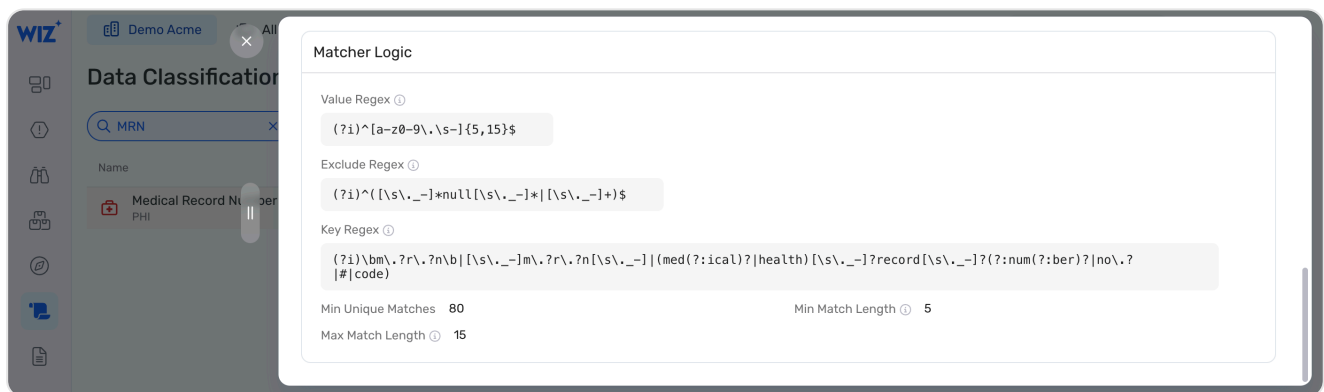 WIZ
Demo Acme
All
Data Classification
MRN
Name
Medical Record Number
PHI
Matcher Logic
Value Regex
(?i)^[a-z0-9\.\s-]{5,15}$
Exclude Regex
(?i)^([\s\._-]*null[\s\._-]*|[\s\._-]+)$
Key Regex
(?i)\bm\.?r\.?n\b|[\s\._-]m\.?r\.?n[\s\._-]|(med(?:ical)?|health)[\s\._-]?record[\s\._-]?(?:num(?:ber)?|no\.?
|#|code)
Min Unique Matches 80
Min Match Length 5
Max Match Length 15